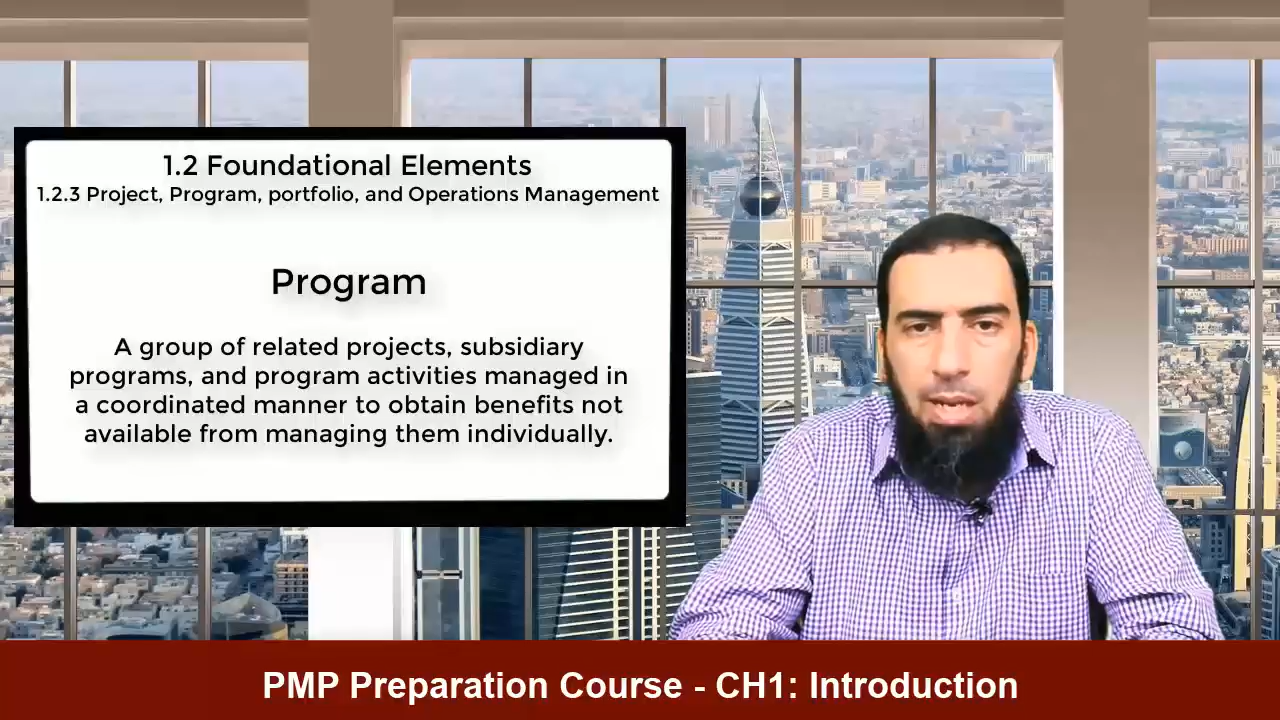 1.2 Foundational Elements
1.2.3 Project, Program, portfolio, and Operations Management
Program
A group of related projects, subsidiary
programs, and program activities managed in
a coordinated manner to obtain benefits not
available from managing them individually.
PMP Preparation Course - CH1: Introduction